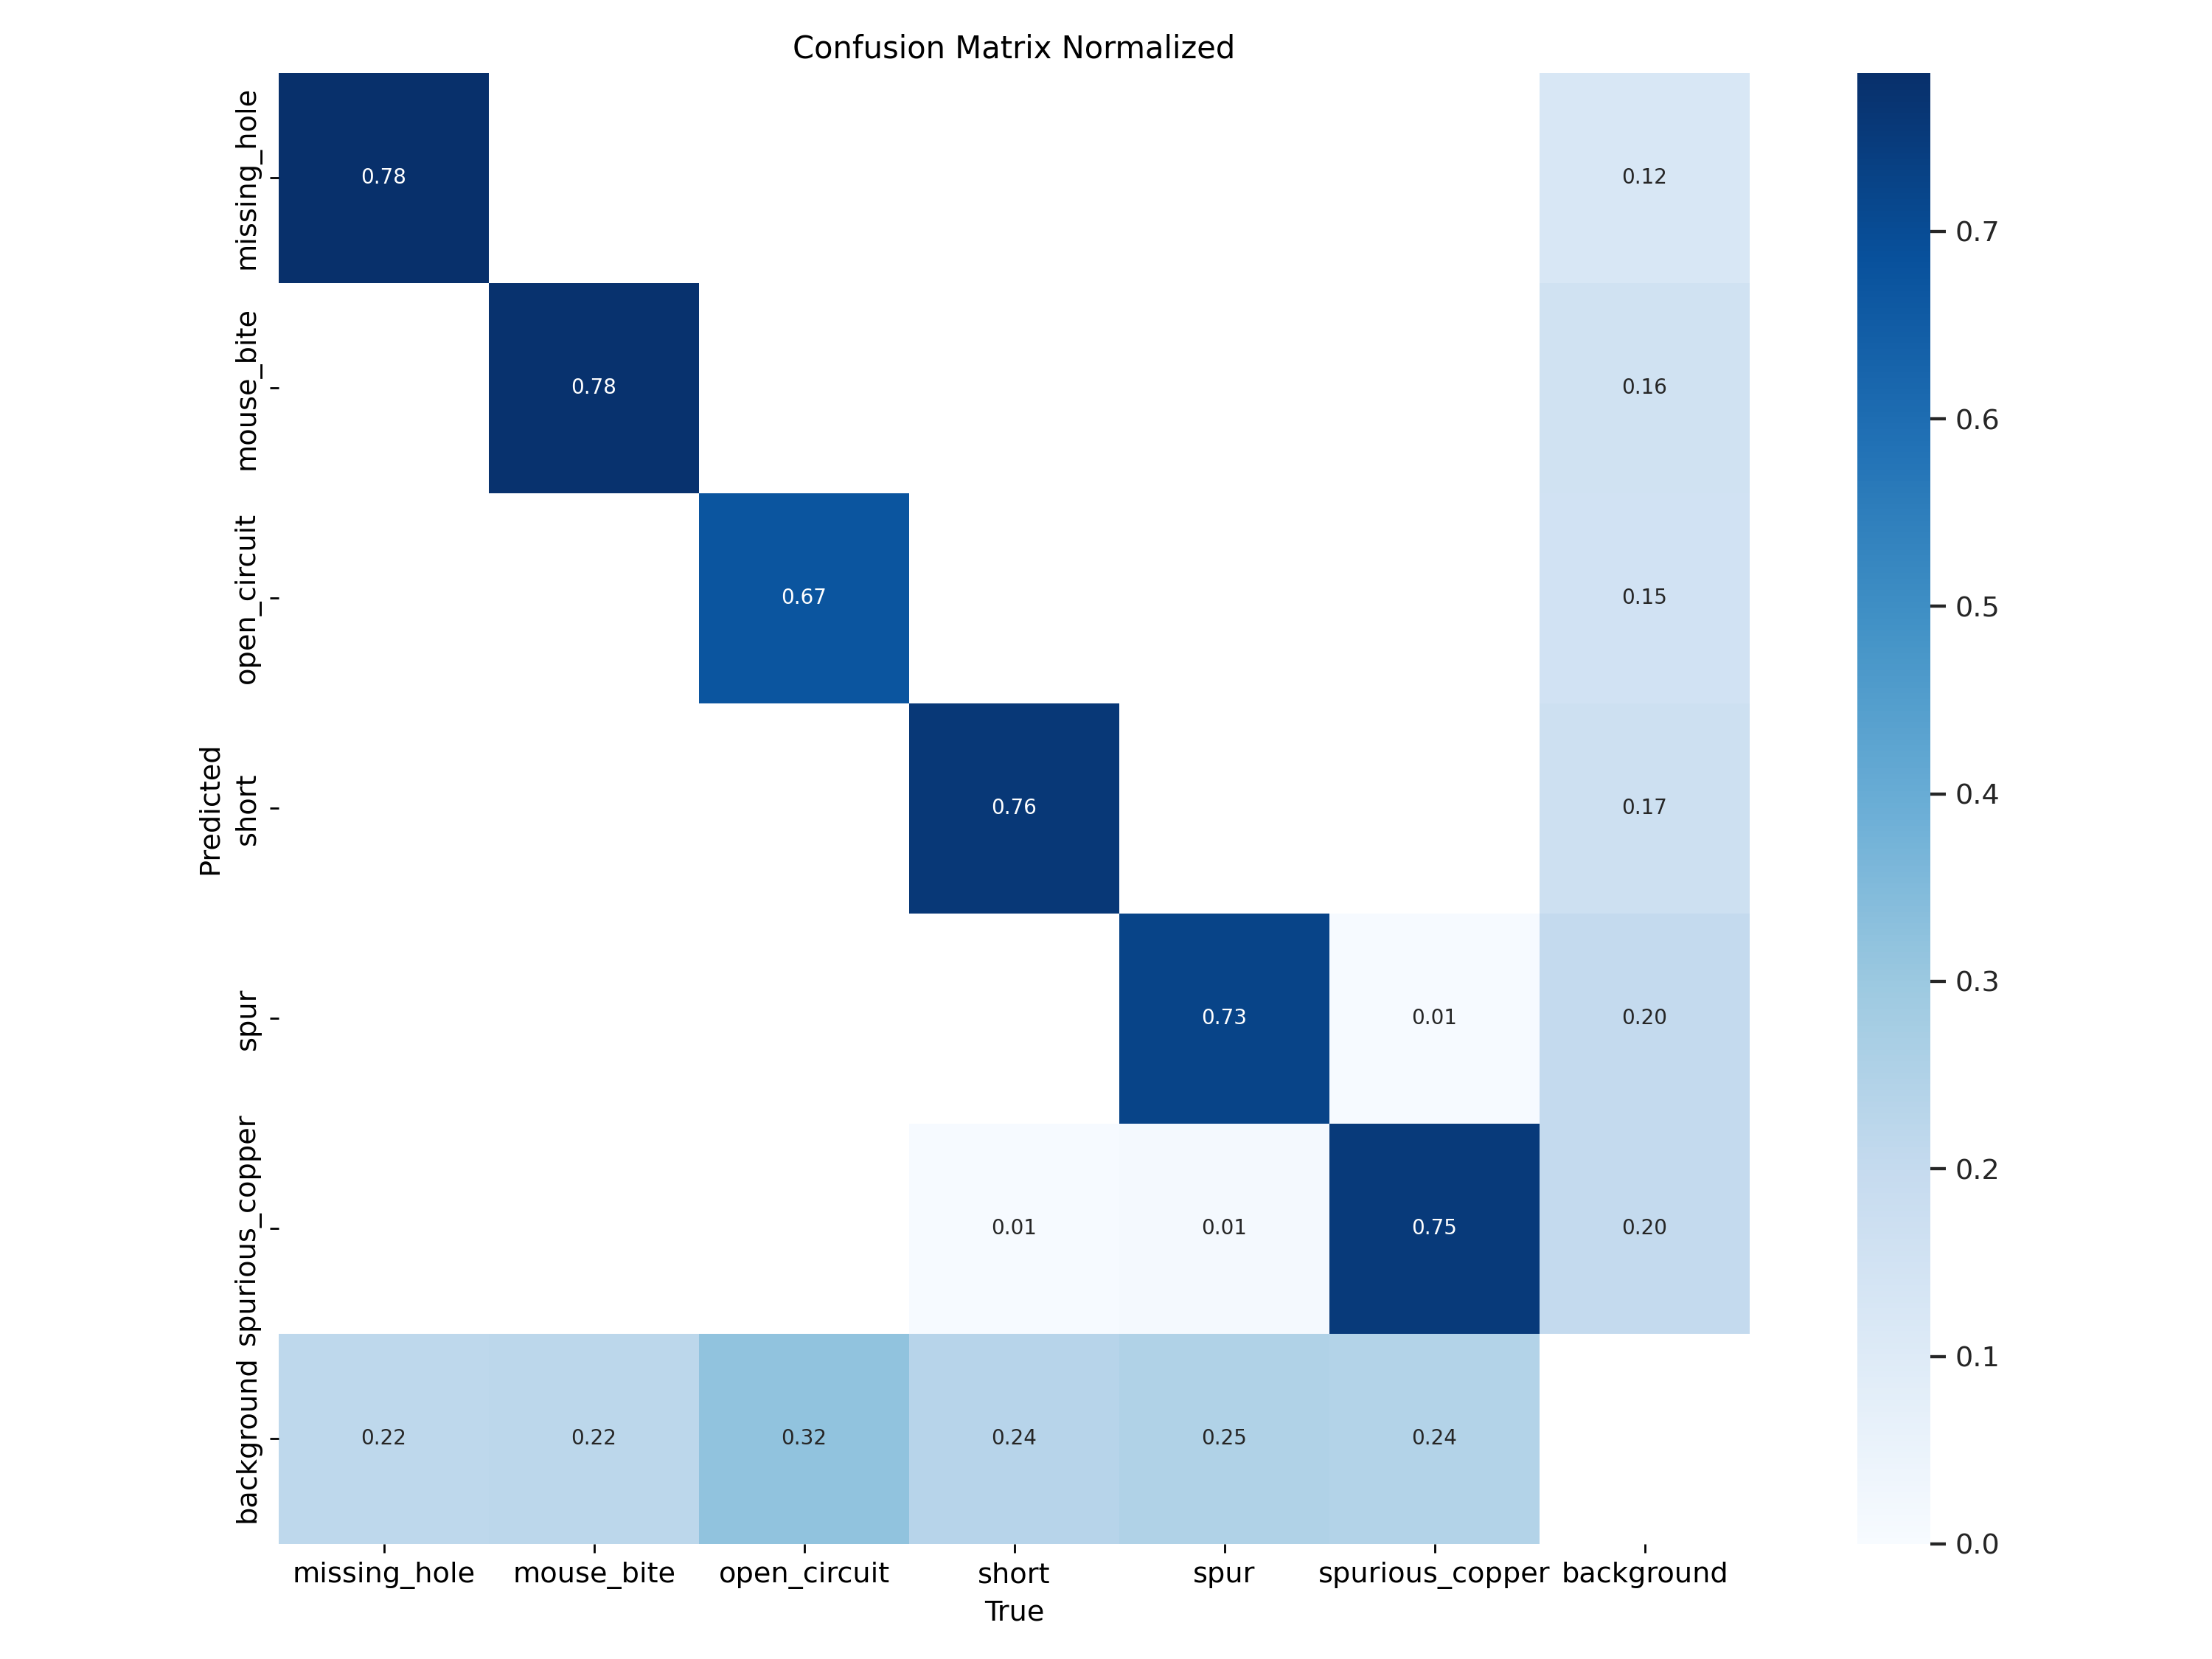 Confusion Matrix Normalized
missing_hole
0.78
0.12
mouse_bite
0.78
0.16
open_circuit
0.67
0.15
short
0.76
0.17
spur
0.73
0.01
0.20
spurious_copper
0.01
0.01
0.75
0.20
background
0.22
0.22
0.32
0.24
0.25
0.24
Predicted
missing_hole
mouse_bite
open_circuit
short
spur
spurious_copper
background
True
0.7
0.6
0.5
0.4
0.3
0.2
0.1
0.0